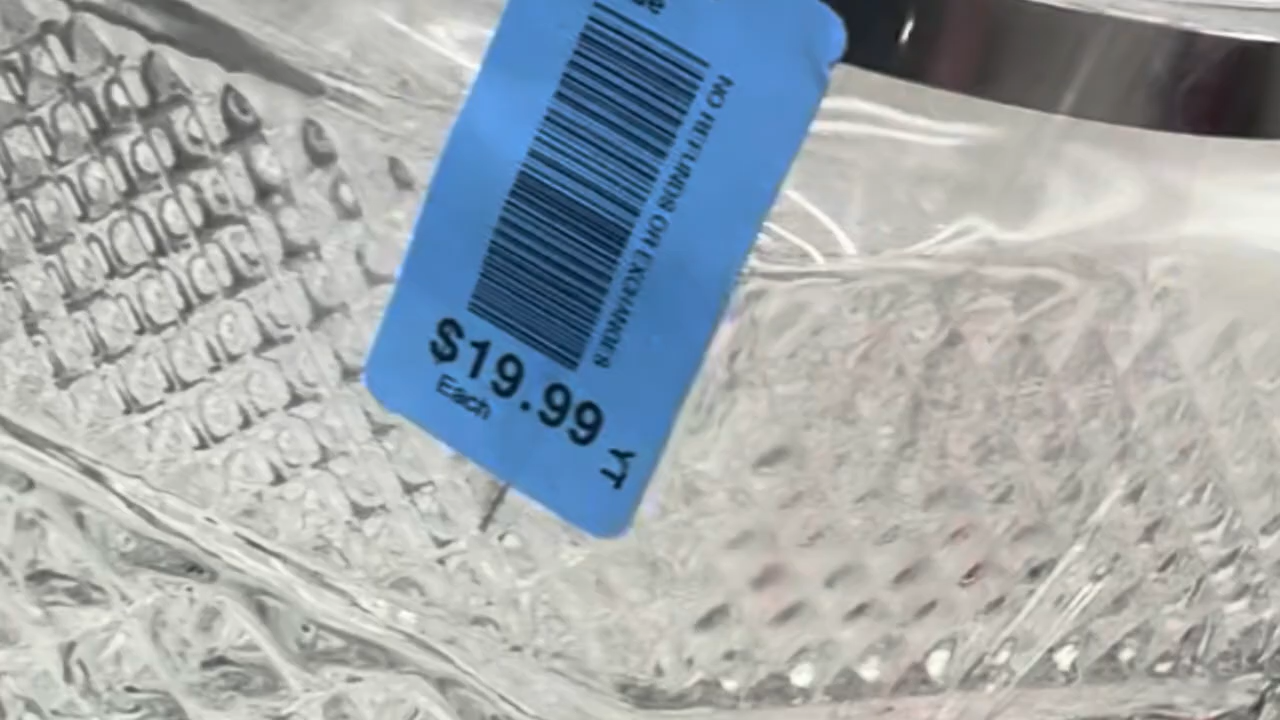 NO REFUNDS OR EXCHANGES
$19.99
Each
YT